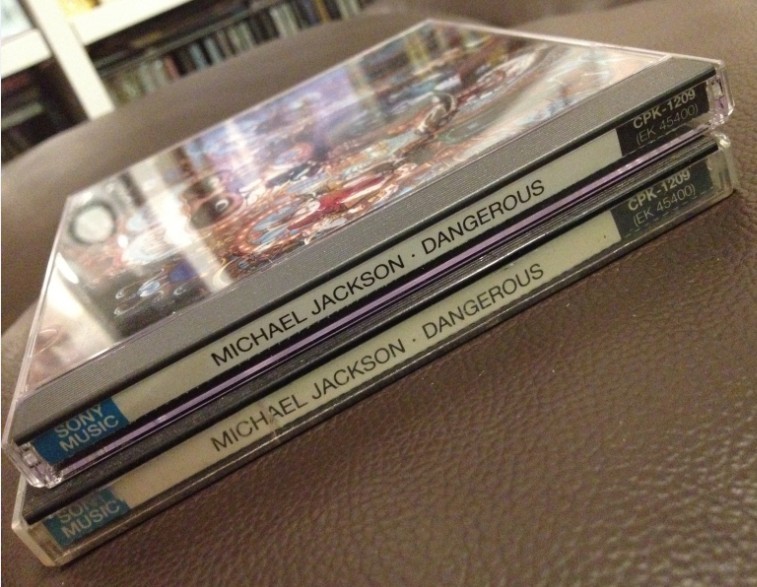 SONY
MUSIC
MICHAEL JACKSON · DANGEROUS
CPK-1209
(EK 45400)
SONY
MUSIC
MICHAEL JACKSON · DANGEROUS
CPK-1209
(EK 45400)